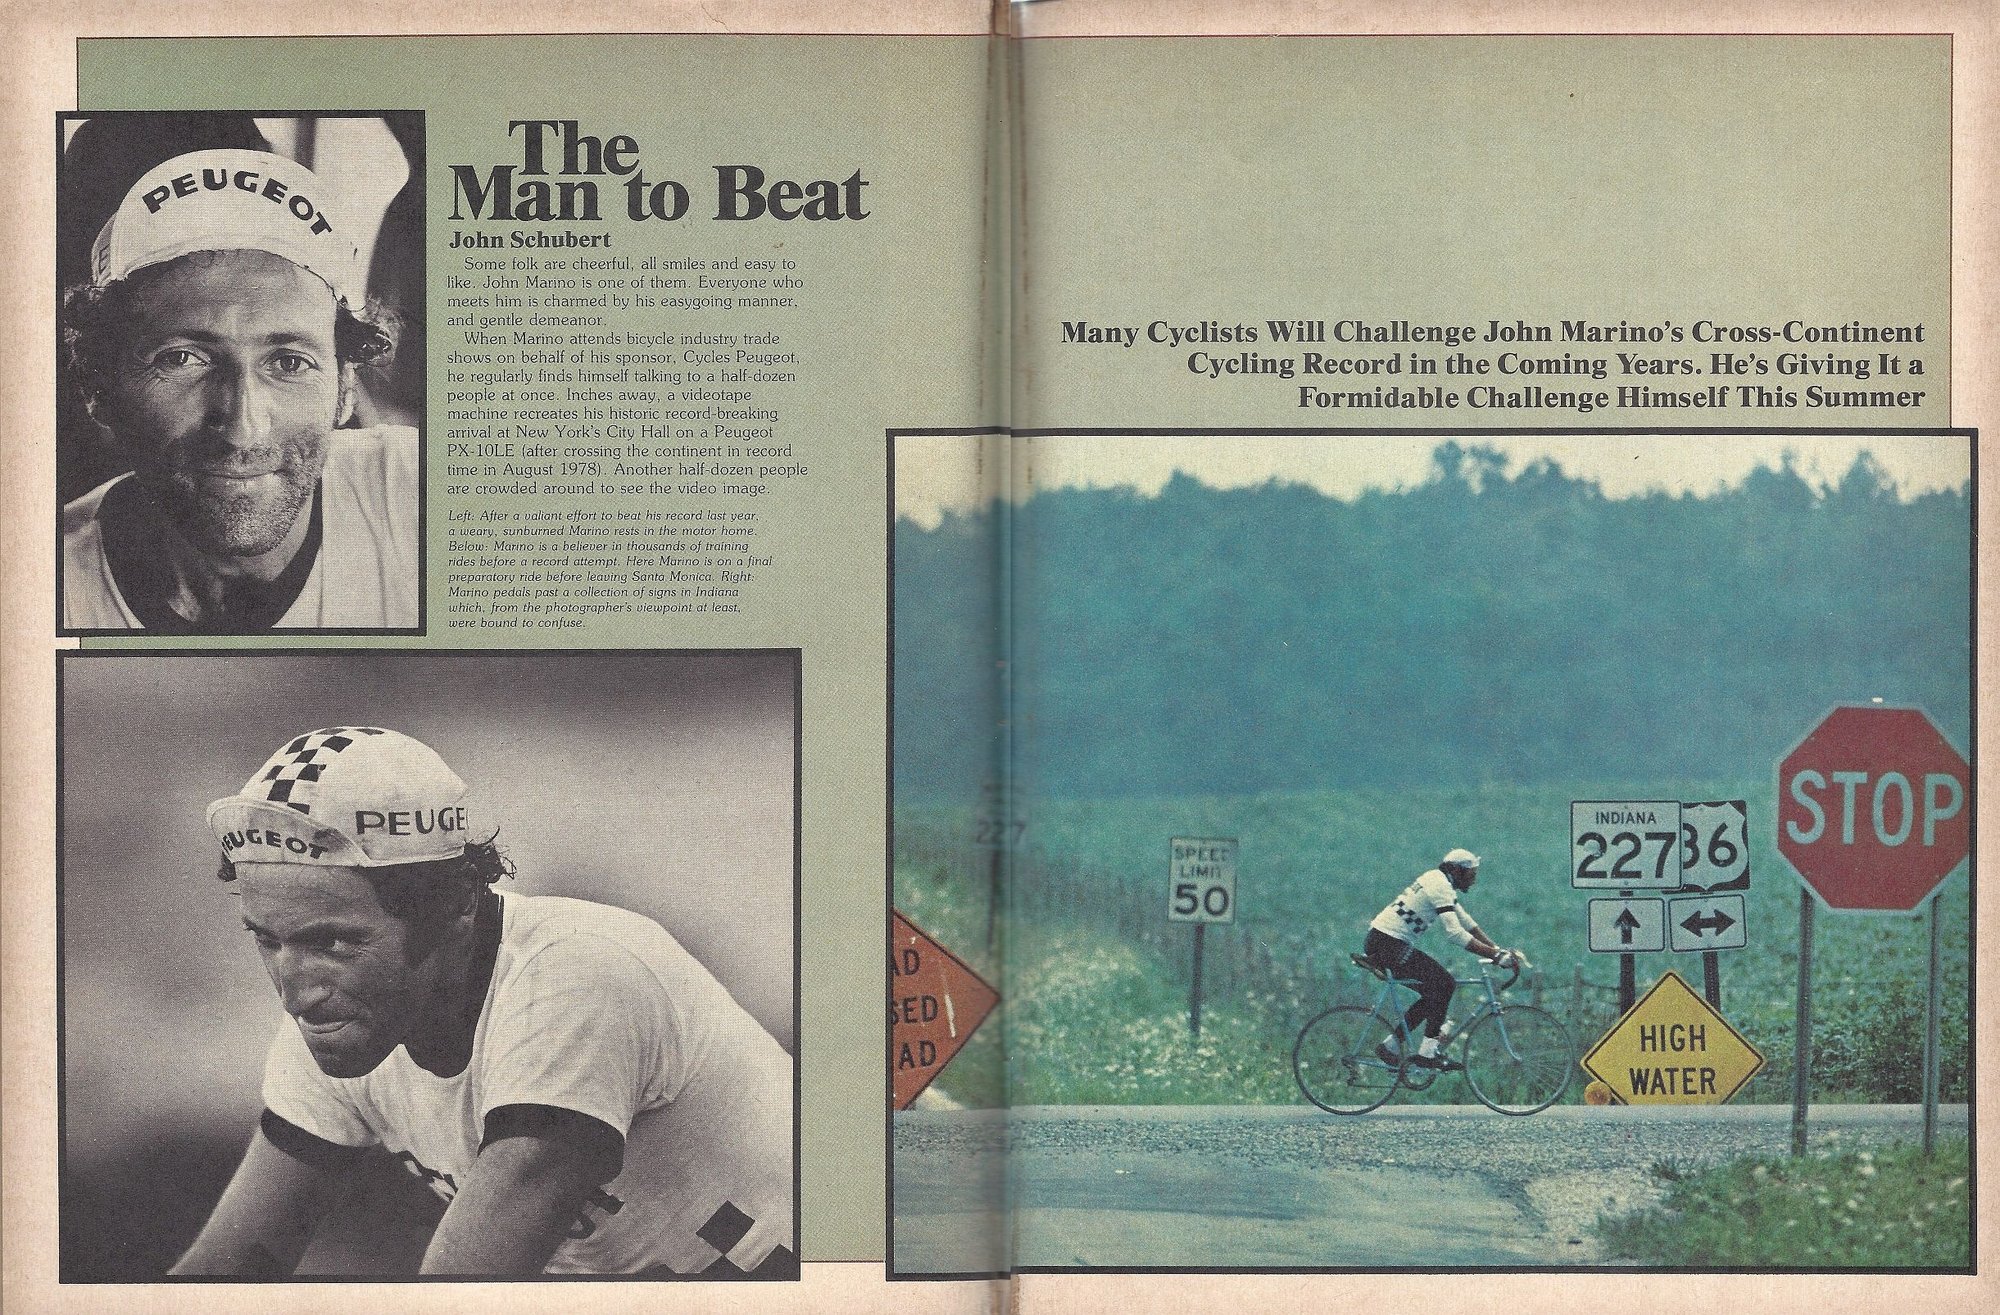 PEUGEOT
The
Man to Beat
John Schubert
Some folk are cheerful, all smiles and easy to
like. John Marino is one of them. Everyone who
meets him is charmed by his easygoing manner,
and gentle demeanor.
When Marino attends bicycle industry trade
shows on behalf of his sponsor, Cycles Peugeot,
he regularly finds himself talking to a half-dozen
people at once. Inches away, a videotape
machine recreates his historic record-breaking
arrival at New York's City Hall on a Peugeot
PX-10LE (after crossing the continent in record
time in August 1978). Another half-dozen people
are crowded around to see the video image.
Left: After a valiant effort to beat his record last year,
a weary, sunburned Marino rests in the motor home.
Below: Marino is a believer in thousands of training
rides before a record attempt. Here Marino is on a final
preparatory ride before leaving Santa Monica. Right:
Marino pedals past a collection of signs in Indiana
which, from the photographer's viewpoint at least,
were bound to confuse.
PEUGE
EUGEOT
Many Cyclists Will Challenge John Marino's Cross-Continent
Cycling Record in the Coming Years. He's Giving It a
Formidable Challenge Himself This Summer
227
SPEED
LIMIT
50
INDIANA
227
36
STOP
AD
SED
AD
HIGH
WATER